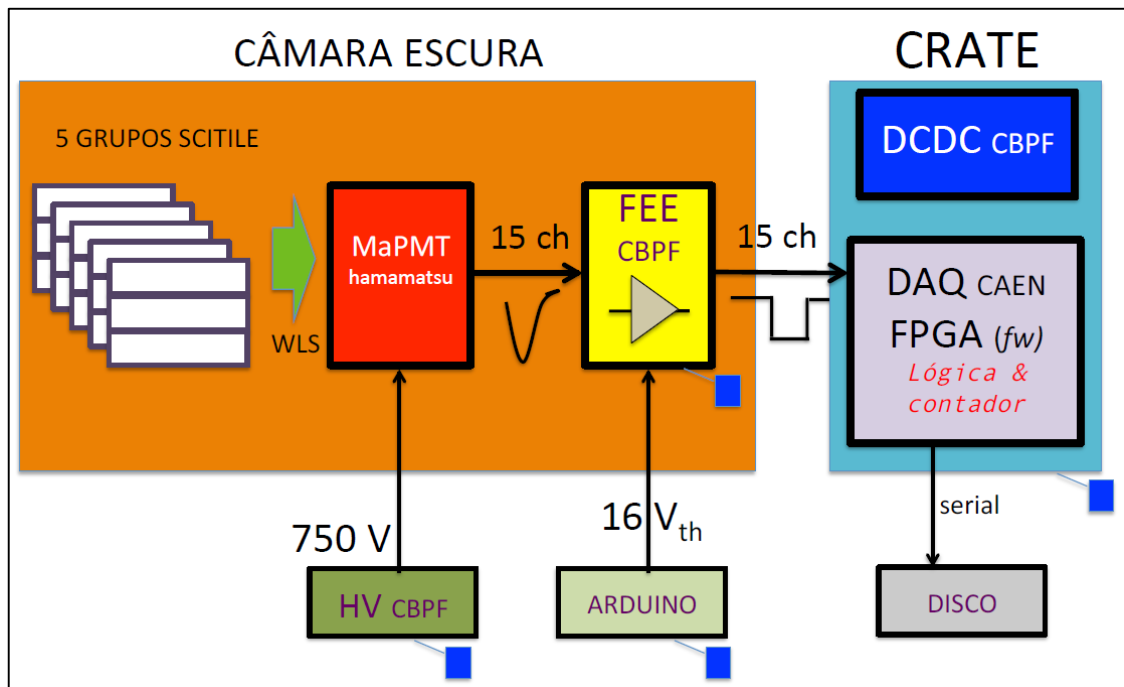 CÂMARA ESCURA
CRATE
5 GRUPOS SCITILE
DCDC CBPF
WLS
MaPMT
hamamatsu
15 ch
FEE
CBPF
15 ch
DAQ CAEN
FPGA (fw)
Lógica &
contador
750 V
16 Vth
serial
HV CBPF
ARDUINO
DISCO